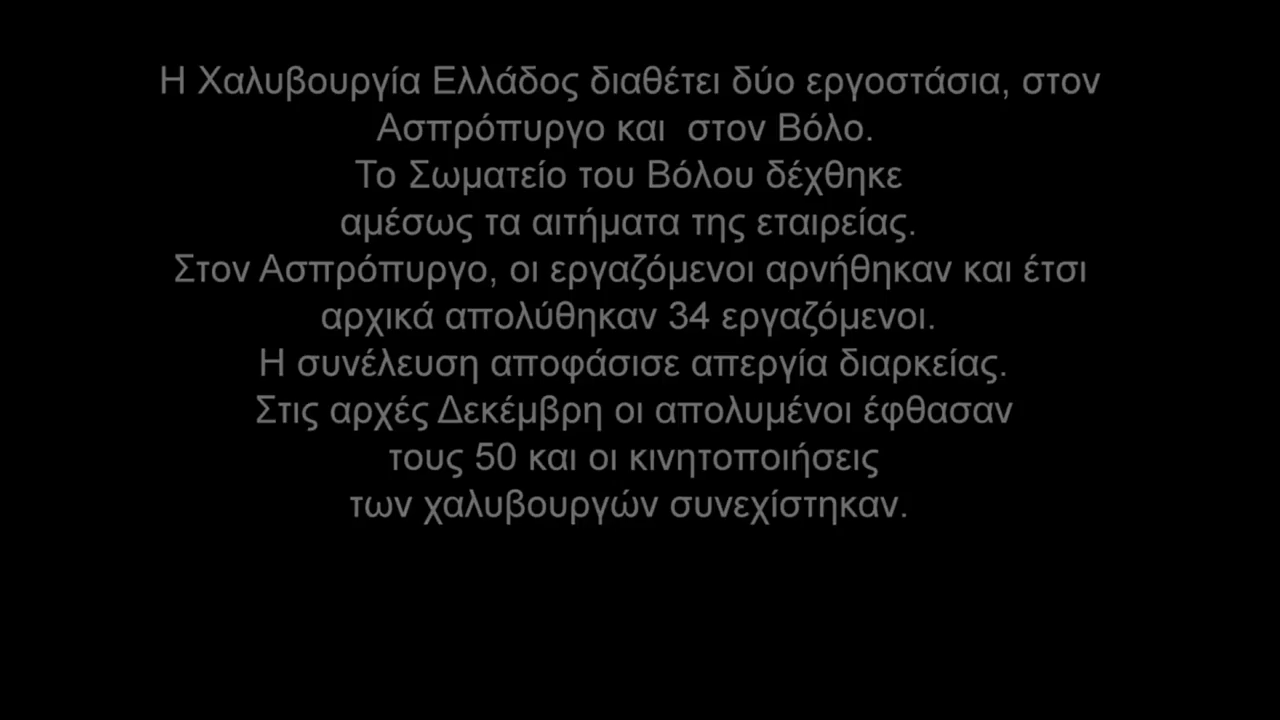 Η Χαλυβουργία Ελλάδος διαθέτει δύο εργοστάσια, στον
Ασπρόπυργο και  στον Βόλο.
Το Σωματείο του Βόλου δέχθηκε
αμέσως τα αιτήματα της εταιρείας.
Στον Ασπρόπυργο, οι εργαζόμενοι αρνήθηκαν και έτσι
αρχικά απολύθηκαν 34 εργαζόμενοι.
Η συνέλευση αποφάσισε απεργία διαρκείας.
Στις αρχές Δεκέμβρη οι απολυμένοι έφθασαν
τους 50 και οι κινητοποιήσεις
των χαλυβουργών συνεχίστηκαν.